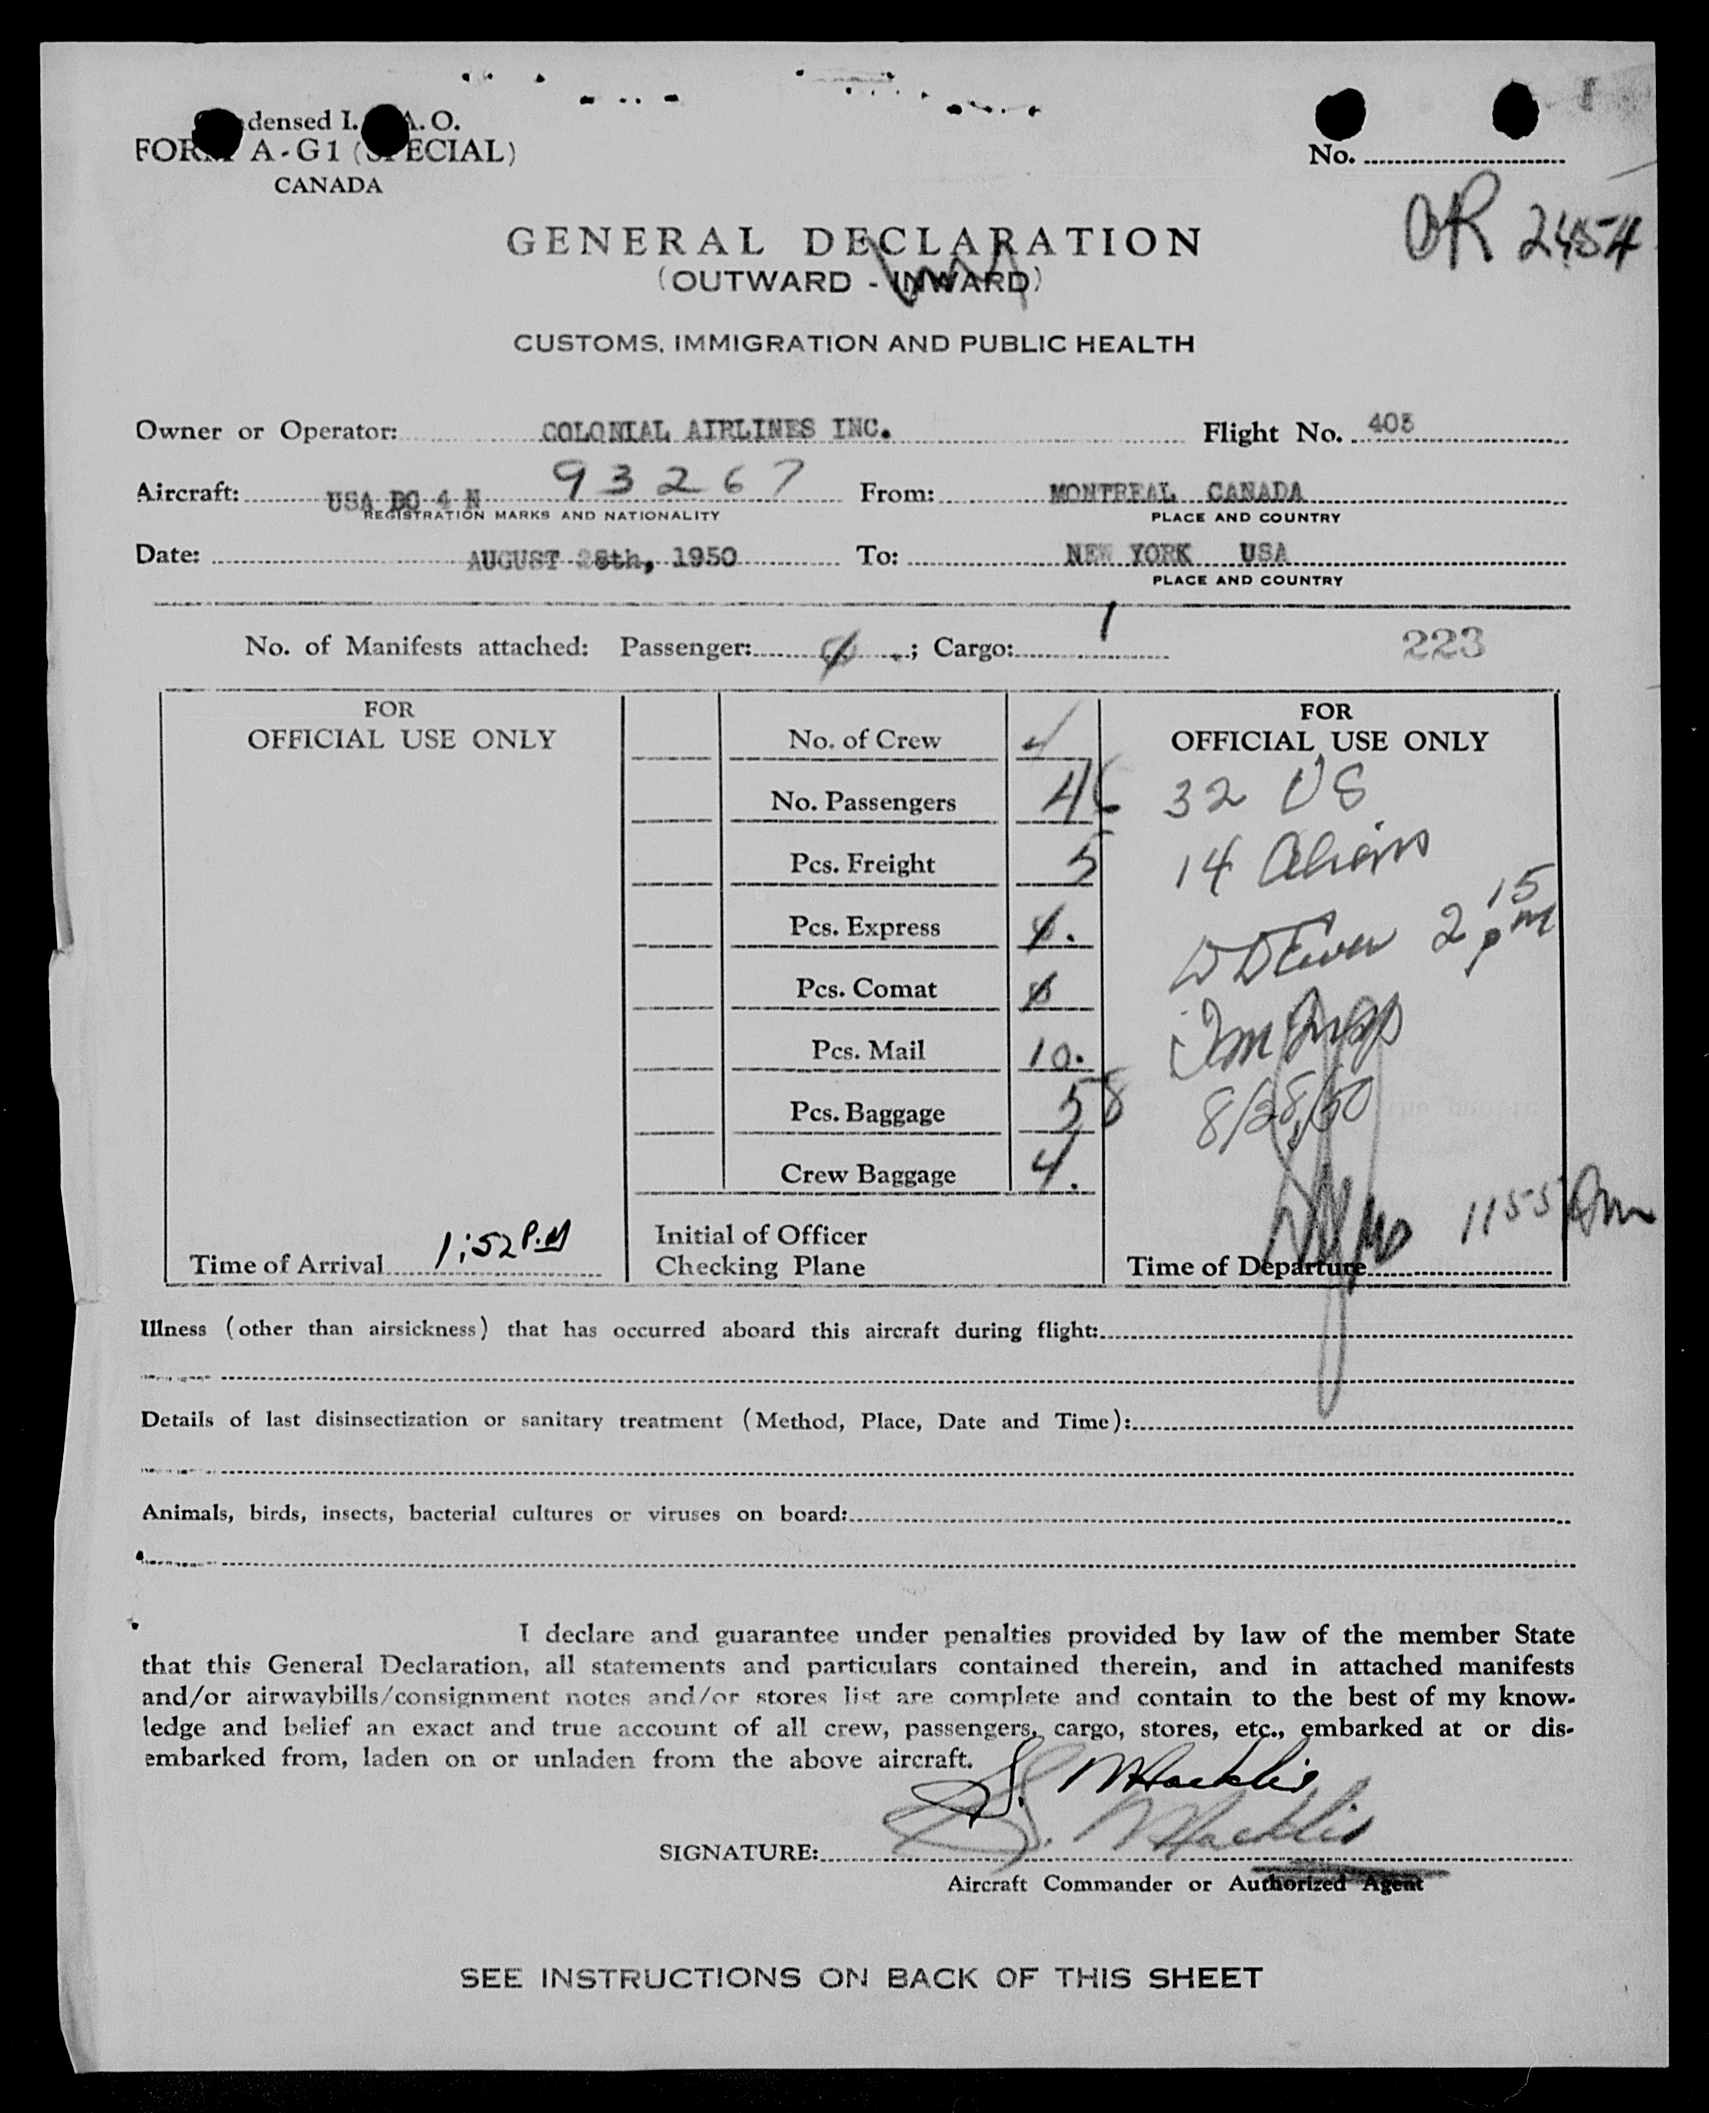 densed I. A.O.
FORM A-G1 (SPECIAL)
CANADA
No.
OR 2454
GENERAL DECLARATION
(OUTWARD - INWARD)
CUSTOMS, IMMIGRATION AND PUBLIC HEALTH
Owner or Operator: COLONIAL AIRLINES INC. Flight No. 403
Aircraft: USA DC 4 N 93267 From: MONTREAL CANADA
REGISTRATION MARKS AND NATIONALITY PLACE AND COUNTRY
Date: AUGUST 28th, 1950 To: NEW YORK USA
PLACE AND COUNTRY
No. of Manifests attached: Passenger: ; Cargo: 1 223
FOR FOR
OFFICIAL USE ONLY No. of Crew OFFICIAL USE ONLY
No. Passengers 46 32 US
Pcs. Freight 5 14 Aliens
Pcs. Express 2 15 pm
Pcs. Comat
Pcs. Mail 10.
Pcs. Baggage 58 8/28/50
Crew Baggage 4.
Initial of Officer 1155 Am
Time of Arrival 1:52 P.M Checking Plane Time of Departure
Illness (other than airsickness) that has occurred aboard this aircraft during flight:
Details of last disinsectization or sanitary treatment (Method, Place, Date and Time):
Animals, birds, insects, bacterial cultures or viruses on board:
I declare and guarantee under penalties provided by law of the member State
that this General Declaration, all statements and particulars contained therein, and in attached manifests
and/or airwaybills/consignment notes and/or stores list are complete and contain to the best of my know-
ledge and belief an exact and true account of all crew, passengers, cargo, stores, etc., embarked at or dis-
embarked from, laden on or unladen from the above aircraft.
SIGNATURE:
Aircraft Commander or Authorized Agent
SEE INSTRUCTIONS ON BACK OF THIS SHEET